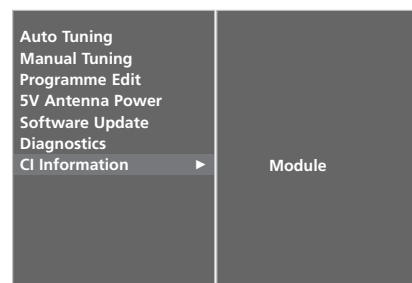 Auto Tuning
Manual Tuning
Programme Edit
5V Antenna Power
Software Update
Diagnostics
CI Information ►
Module